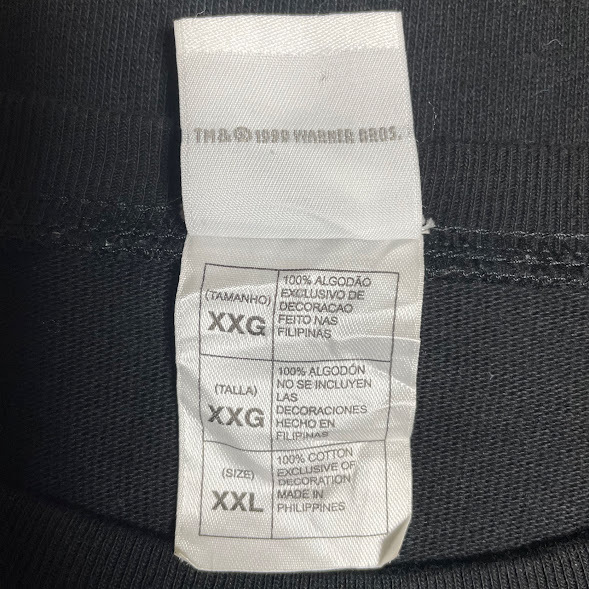 TM & © 1999 WARNER BROS.
(TAMANHO)
XXG
100% ALGODÃO
EXCLUSIVO DE
DECORACAO
FEITO NAS
FILIPINAS
(TALLA)
XXG
100% ALGODÓN
NO SE INCLUYEN
LAS
DECORACIONES
HECHO EN
FILIPINAS
(SIZE)
XXL
100% COTTON
EXCLUSIVE OF
DECORATION
MADE IN
PHILIPPINES